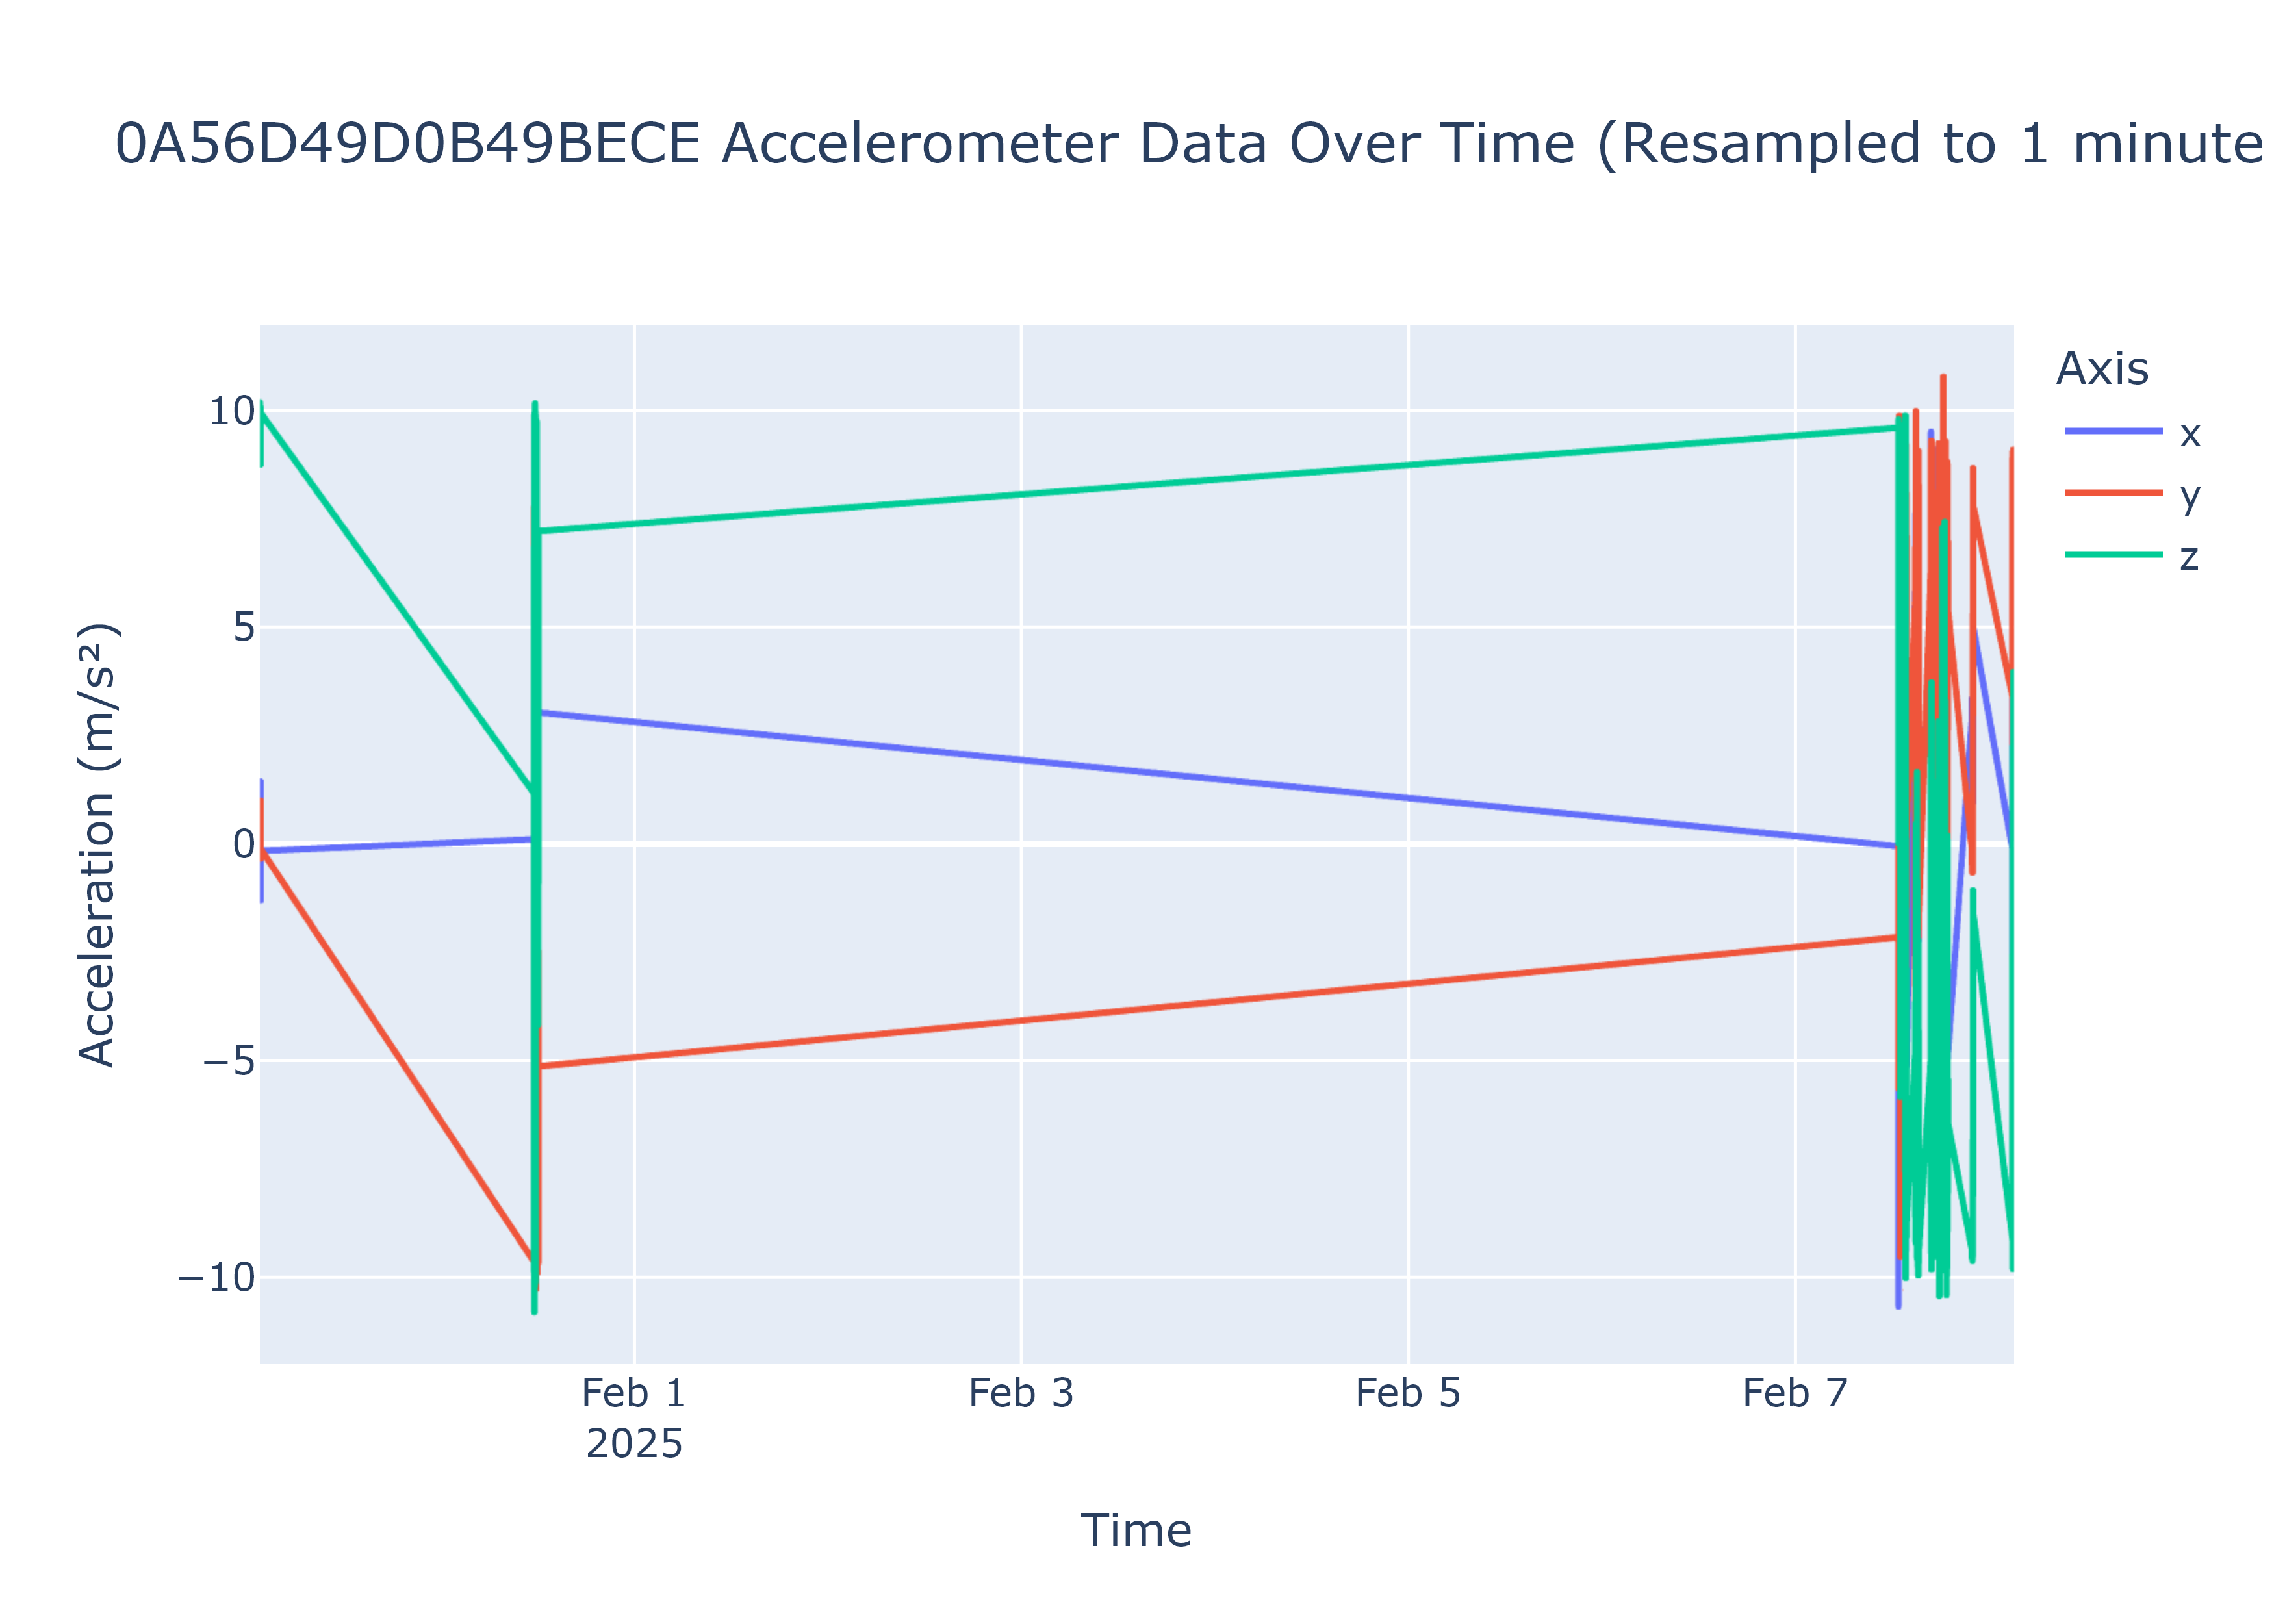 0A56D49D0B49BECE Accelerometer Data Over Time (Resampled to 1 minute
Axis
x
y
z
Acceleration (m/s²)
10
5
0
−5
−10
Feb 1
2025
Feb 3
Feb 5
Feb 7
Time